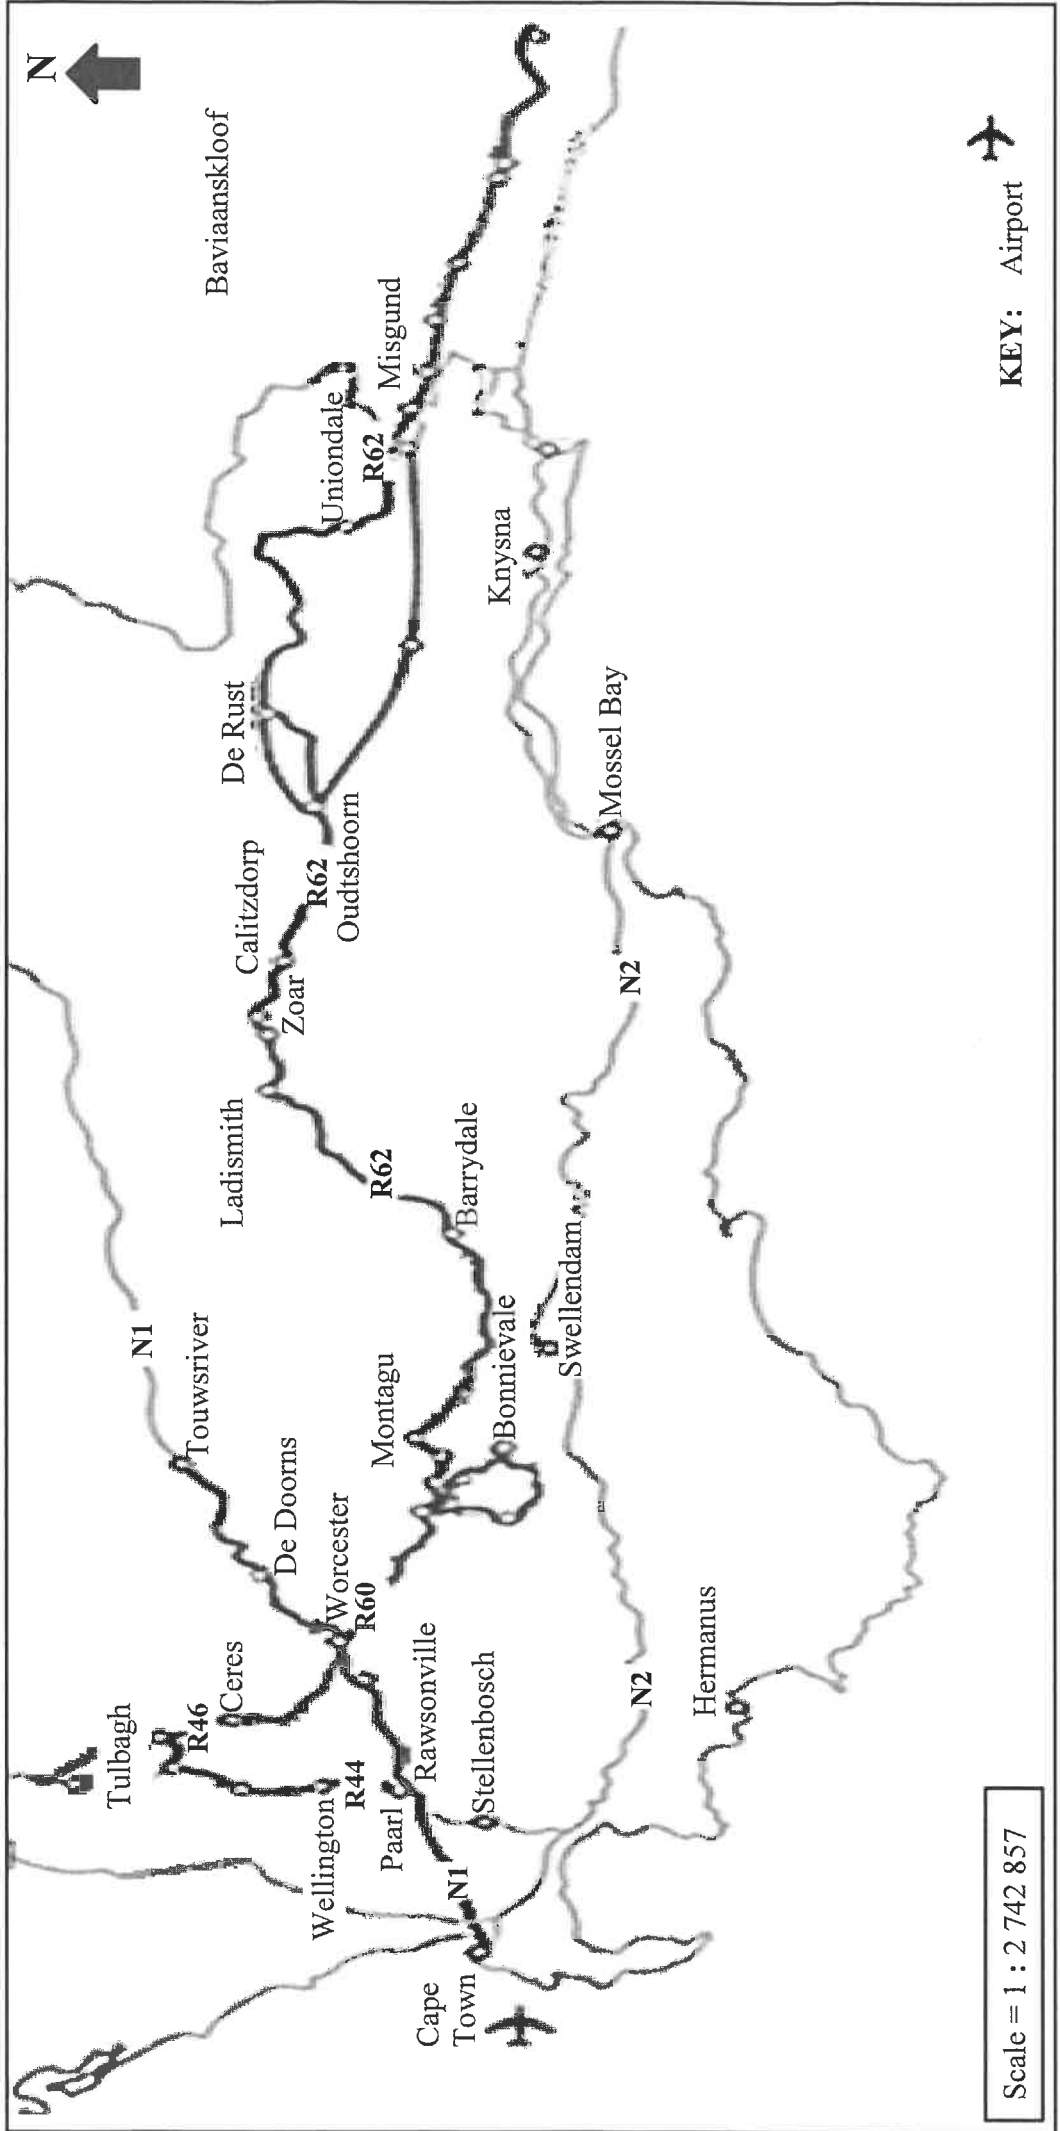 N
Baviaanskloof
Misgund
Uniondale
R62
Knysna
De Rust
Mossel Bay
Oudtshoorn
R62
Calitzdorp
Zoar
N2
Ladismith
R62
Barrydale
Swellendam
Bonnievale
N1
Touwsriver
Montagu
De Doorns
Worcester
R60
Ceres
R46
Tulbagh
Rawsonville
Stellenbosch
Hermanus
N2
R44
Wellington
Paarl
N1
Cape
Town
KEY: Airport
Scale = 1 : 2 742 857